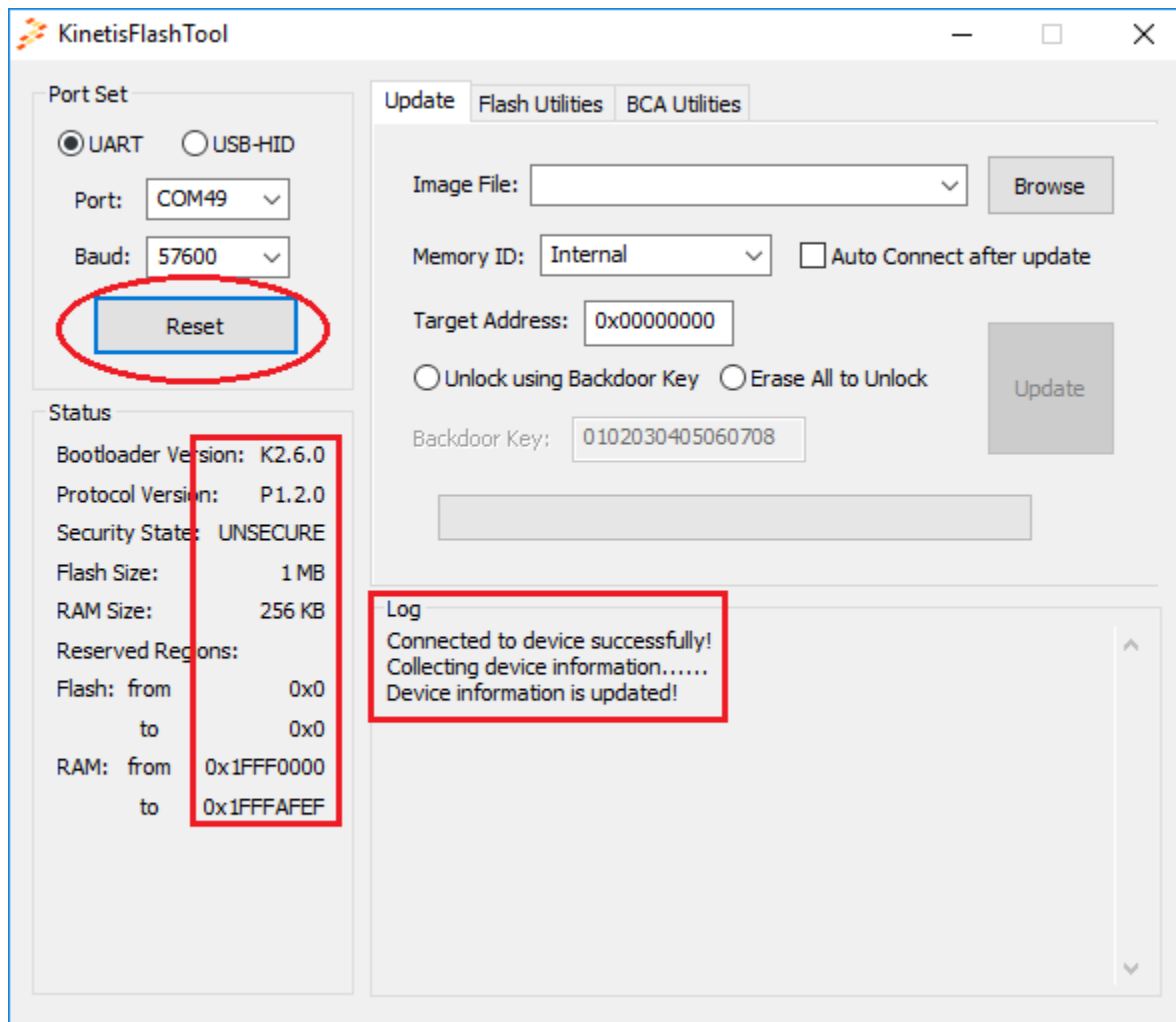 KinetisFlashTool
Port Set
UART USB-HID
Port: COM49
Baud: 57600
Reset
Status
Bootloader Version: K2.6.0
Protocol Version: P1.2.0
Security State: UNSECURE
Flash Size: 1 MB
RAM Size: 256 KB
Reserved Regions:
Flash: from 0x0
to 0x0
RAM: from 0x1FFF0000
to 0x1FFFAFEF
Update Flash Utilities BCA Utilities
Image File: Browse
Memory ID: Internal Auto Connect after update
Target Address: 0x00000000
Unlock using Backdoor Key Erase All to Unlock
Update
Backdoor Key: 0102030405060708
Log
Connected to device successfully!
Collecting device information......
Device information is updated!